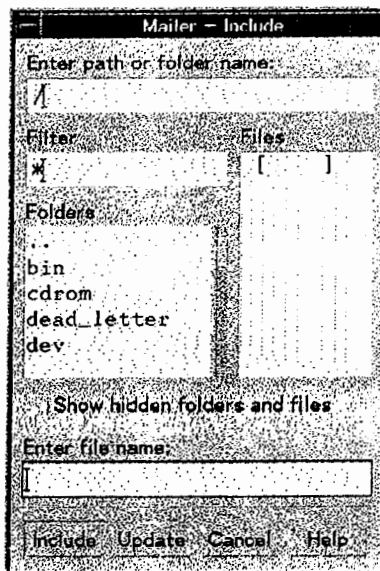 Mailer - Include
Enter path or folder name:
/
Filter
Files
*
[ ]
Folders
..
bin
cdrom
dead_letter
dev
Show hidden folders and files
Enter file name:
Include Update Cancel Help